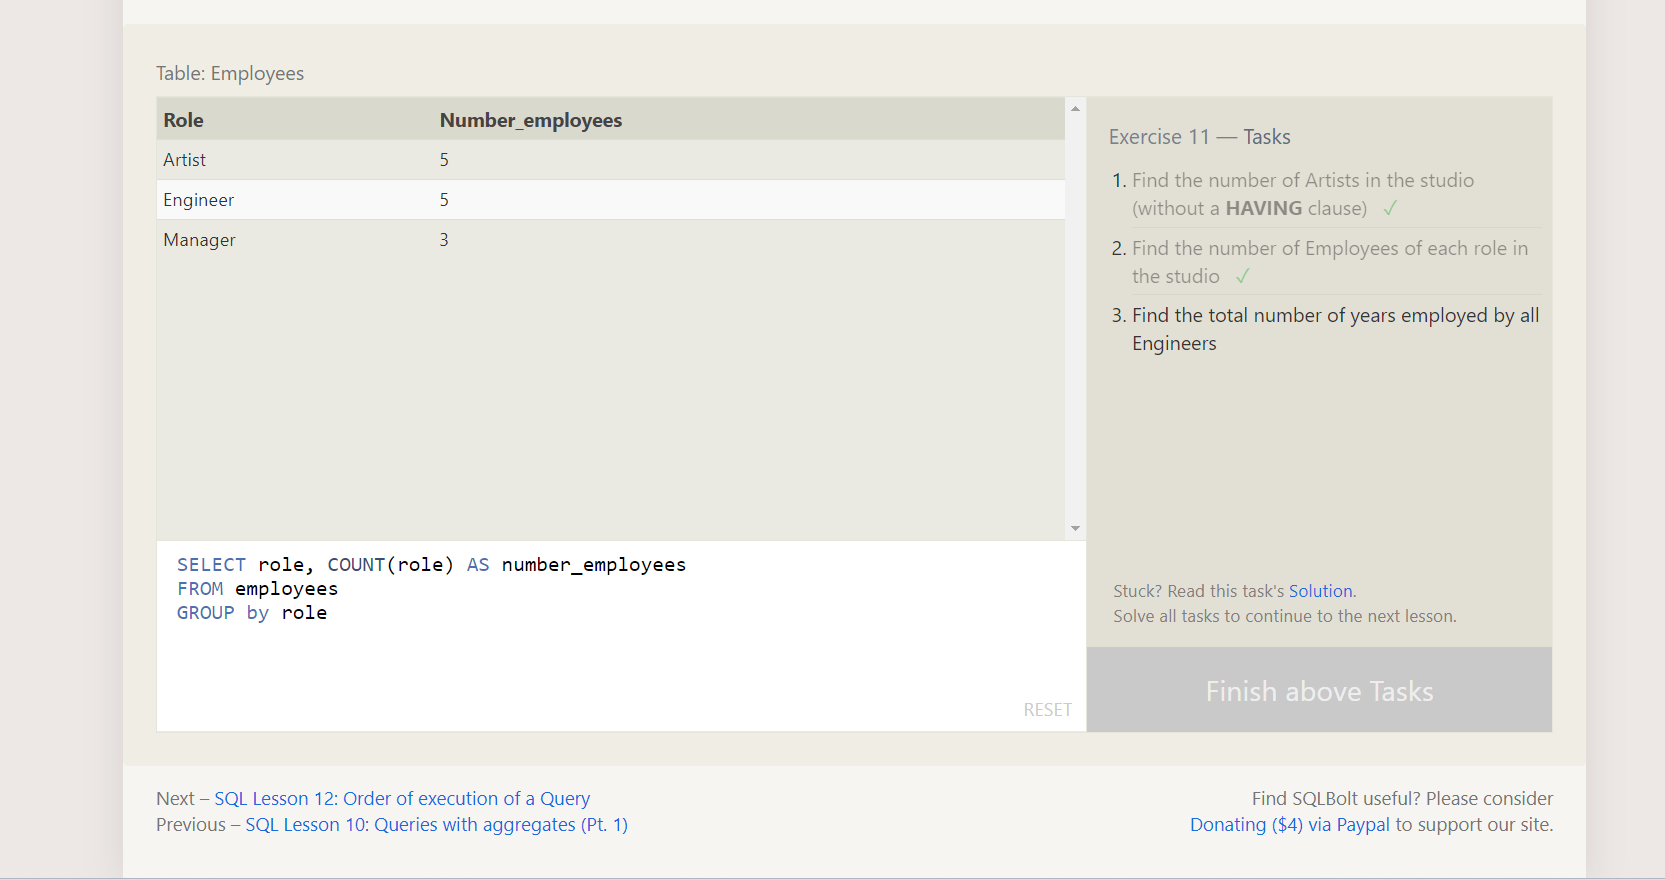 Table: Employees
Role Number_employees
Artist 5
Engineer 5
Manager 3
SELECT role, COUNT(role) AS number_employees
FROM employees
GROUP by role
RESET
Exercise 11 — Tasks
1. Find the number of Artists in the studio
(without a HAVING clause) ✓
2. Find the number of Employees of each role in
the studio ✓
3. Find the total number of years employed by all
Engineers
Stuck? Read this task's Solution.
Solve all tasks to continue to the next lesson.
Finish above Tasks
Next – SQL Lesson 12: Order of execution of a Query
Previous – SQL Lesson 10: Queries with aggregates (Pt. 1)
Find SQLBolt useful? Please consider
Donating ($4) via Paypal to support our site.